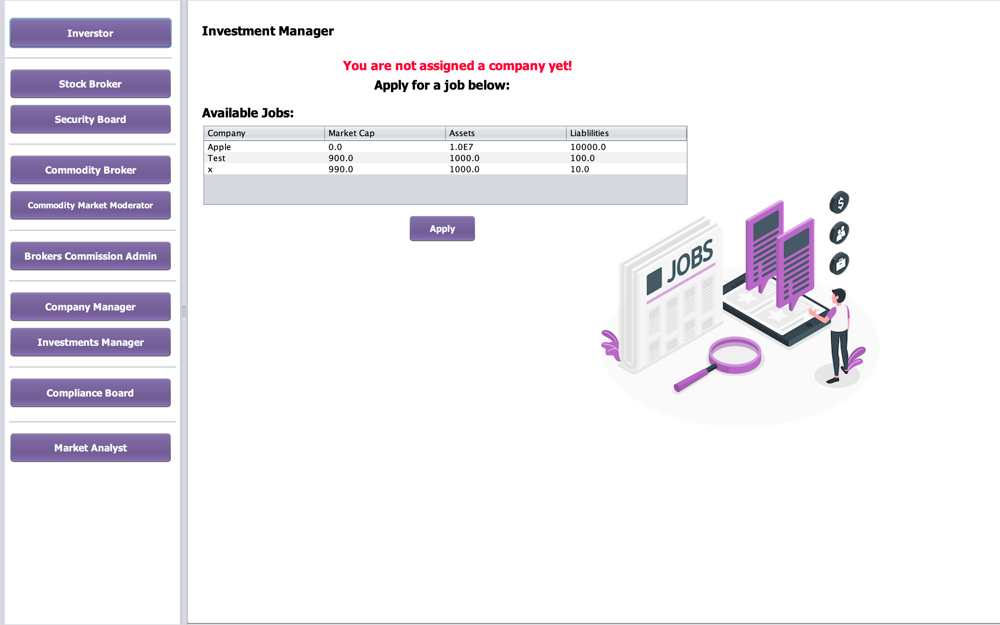 Inverstor
Stock Broker
Security Board
Commodity Broker
Commodity Market Moderator
Brokers Commission Admin
Company Manager
Investments Manager
Compliance Board
Market Analyst
Investment Manager
You are not assigned a company yet!
Apply for a job below:
Available Jobs:
Company Market Cap Assets Liablilities
Apple 0.0 1.0E7 10000.0
Test 900.0 1000.0 100.0
x 990.0 1000.0 10.0
Apply
$
JOBS